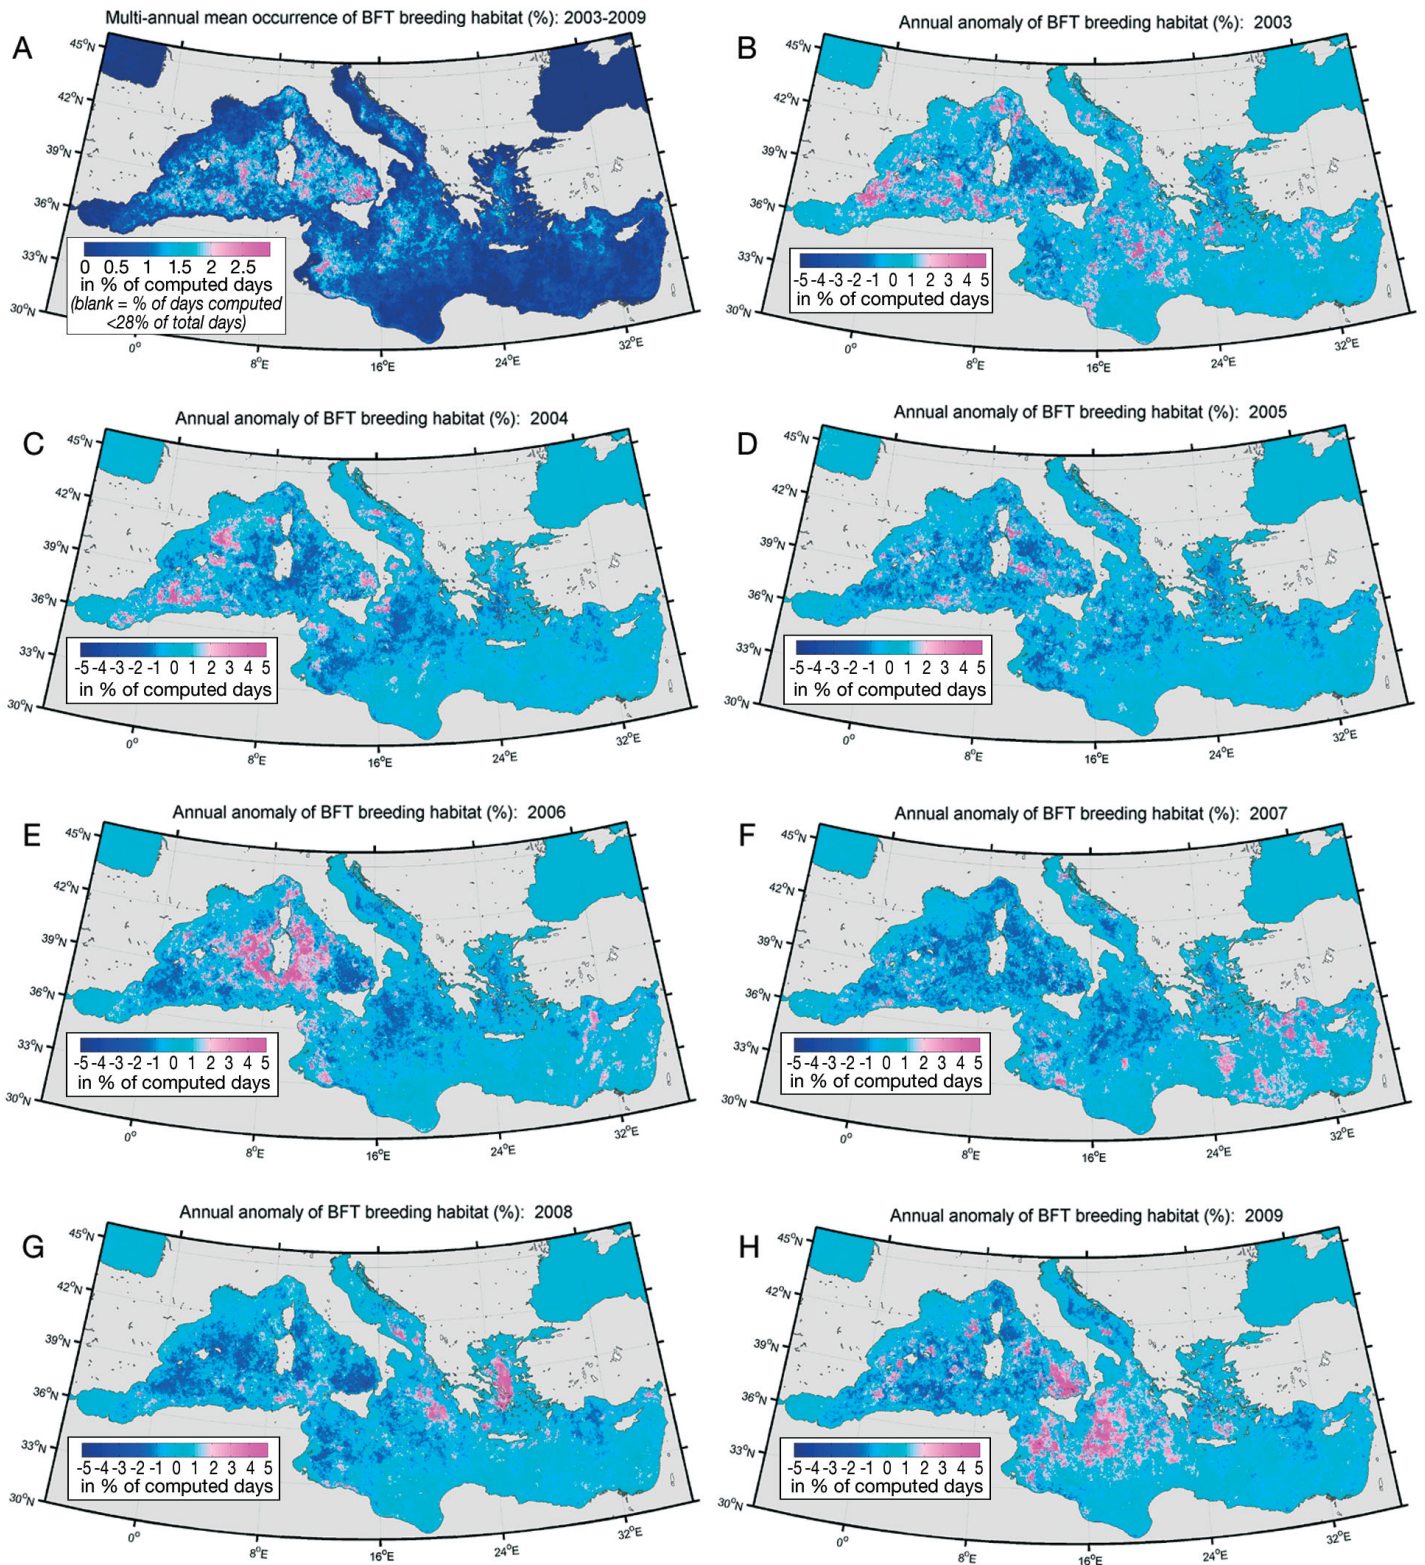 Multi-annual mean occurrence of BFT breeding habitat (%): 2003-2009
A
45°N
42°N
39°N
36°N
33°N
30°N
0 0.5 1 1.5 2 2.5
in % of computed days
(blank = % of days computed
<28% of total days)
0° 8°E 16°E 24°E 32°E
Annual anomaly of BFT breeding habitat (%): 2003
B
45°N
42°N
39°N
36°N
33°N
30°N
-5 -4 -3 -2 -1 0 1 2 3 4 5
in % of computed days
0° 8°E 16°E 24°E 32°E
Annual anomaly of BFT breeding habitat (%): 2004
C
45°N
42°N
39°N
36°N
33°N
30°N
-5 -4 -3 -2 -1 0 1 2 3 4 5
in % of computed days
0° 8°E 16°E 24°E 32°E
Annual anomaly of BFT breeding habitat (%): 2005
D
45°N
42°N
39°N
36°N
33°N
30°N
-5 -4 -3 -2 -1 0 1 2 3 4 5
in % of computed days
0° 8°E 16°E 24°E 32°E
Annual anomaly of BFT breeding habitat (%): 2006
E
45°N
42°N
39°N
36°N
33°N
30°N
-5 -4 -3 -2 -1 0 1 2 3 4 5
in % of computed days
0° 8°E 16°E 24°E 32°E
Annual anomaly of BFT breeding habitat (%): 2007
F
45°N
42°N
39°N
36°N
33°N
30°N
-5 -4 -3 -2 -1 0 1 2 3 4 5
in % of computed days
0° 8°E 16°E 24°E 32°E
Annual anomaly of BFT breeding habitat (%): 2008
G
45°N
42°N
39°N
36°N
33°N
30°N
-5 -4 -3 -2 -1 0 1 2 3 4 5
in % of computed days
0° 8°E 16°E 24°E 32°E
Annual anomaly of BFT breeding habitat (%): 2009
H
45°N
42°N
39°N
36°N
33°N
30°N
-5 -4 -3 -2 -1 0 1 2 3 4 5
in % of computed days
0° 8°E 16°E 24°E 32°E